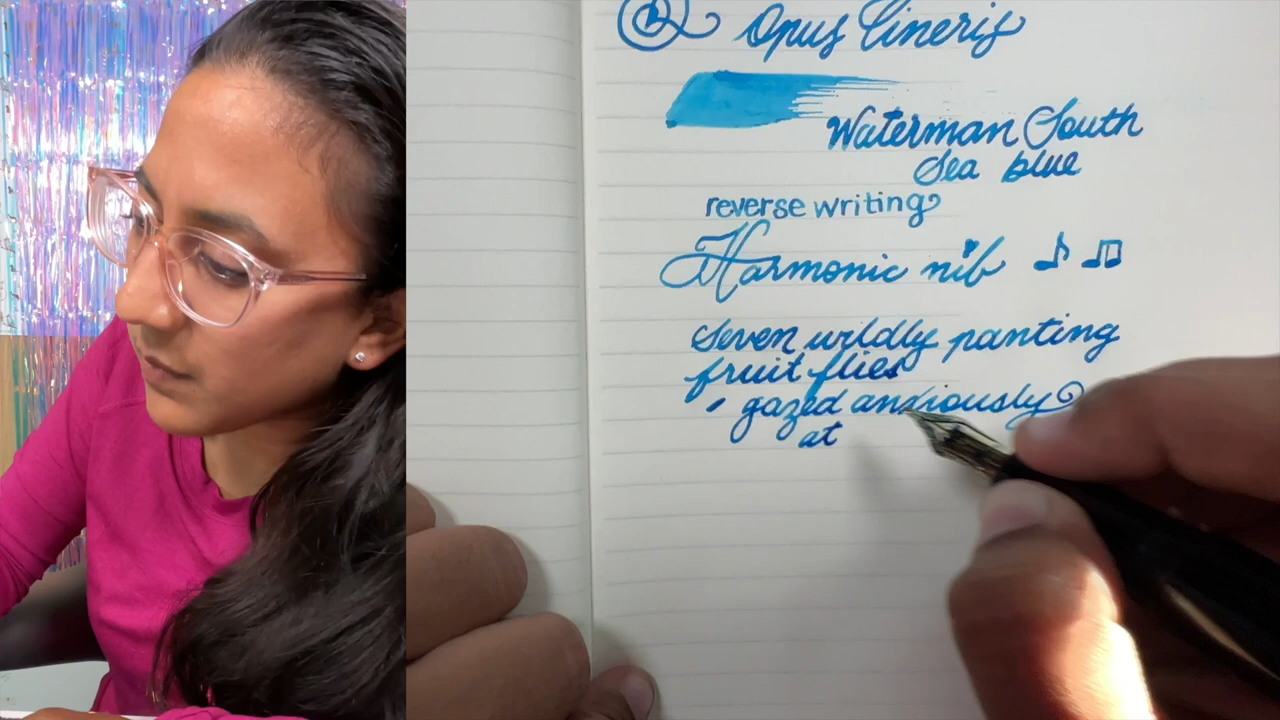 Opus Cineris
Waterman South
Sea blue
reverse writing
Harmonic nib
Seven wildly panting
fruit flies
gazed anxiously
at